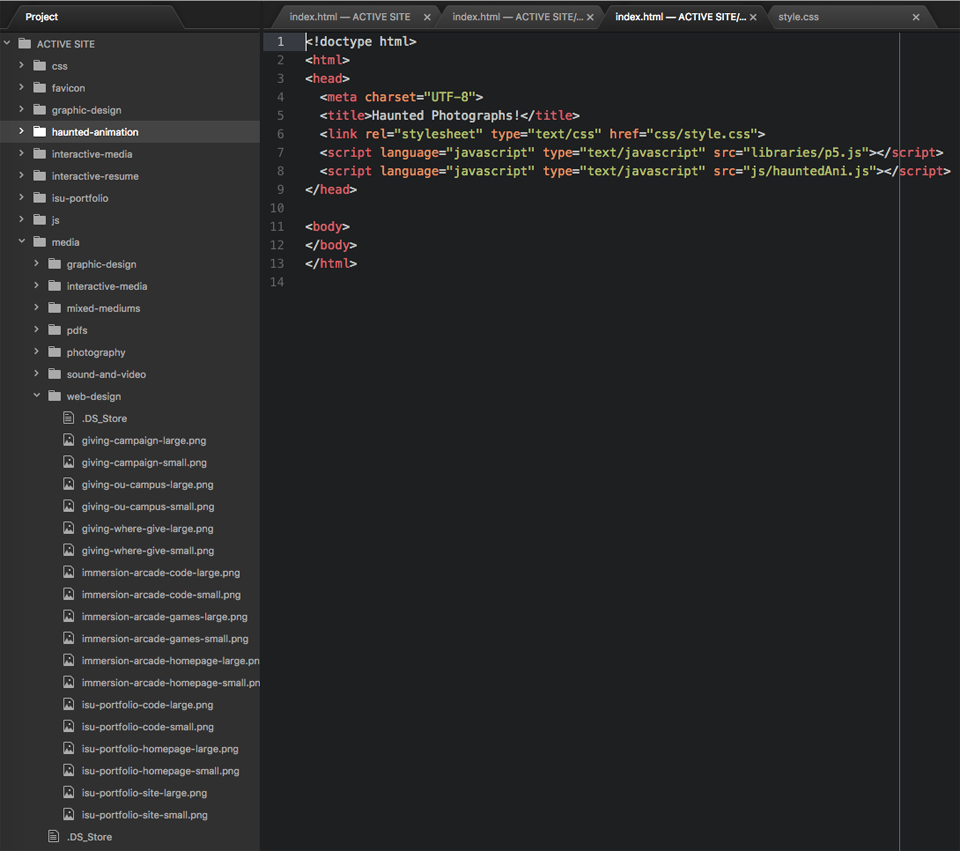 Project
ACTIVE SITE
css
favicon
graphic-design
haunted-animation
interactive-media
interactive-resume
isu-portfolio
js
media
graphic-design
interactive-media
mixed-mediums
pdfs
photography
sound-and-video
web-design
.DS_Store
giving-campaign-large.png
giving-campaign-small.png
giving-ou-campus-large.png
giving-ou-campus-small.png
giving-where-give-large.png
giving-where-give-small.png
immersion-arcade-code-large.png
immersion-arcade-code-small.png
immersion-arcade-games-large.png
immersion-arcade-games-small.png
immersion-arcade-homepage-large.pn
immersion-arcade-homepage-small.pn
isu-portfolio-code-large.png
isu-portfolio-code-small.png
isu-portfolio-homepage-large.png
isu-portfolio-homepage-small.png
isu-portfolio-site-large.png
isu-portfolio-site-small.png
.DS_Store
index.html — ACTIVE SITE × index.html — ACTIVE SITE/... × index.html — ACTIVE SITE/... × style.css ×
1 <!doctype html>
2 <html>
3 <head>
4 <meta charset="UTF-8">
5 <title>Haunted Photographs!</title>
6 <link rel="stylesheet" type="text/css" href="css/style.css">
7 <script language="javascript" type="text/javascript" src="libraries/p5.js"></script>
8 <script language="javascript" type="text/javascript" src="js/hauntedAni.js"></script>
9 </head>
10
11 <body>
12 </body>
13 </html>
14